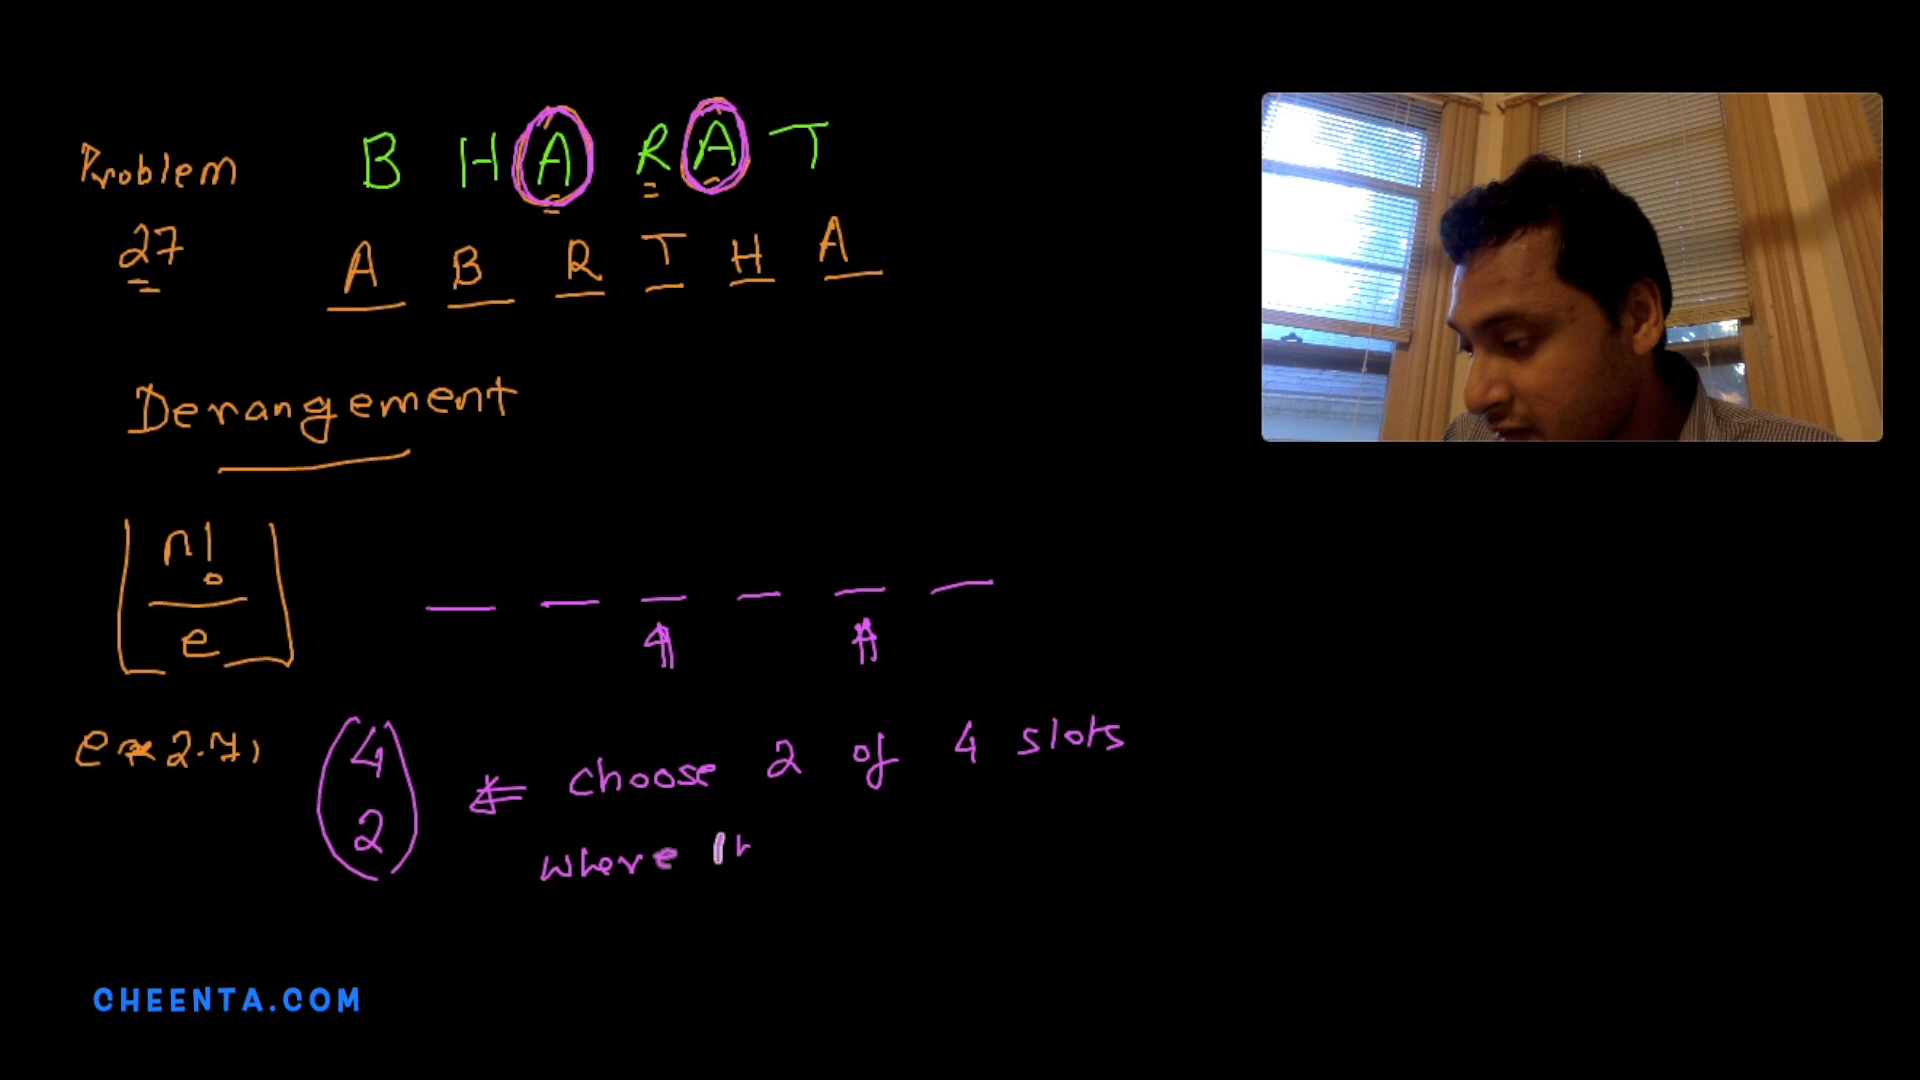 Problem
27
B H A R A T
A B R T H A
Derangement
n!
e
A A
e ≈ 2.71
4
2
⇐ choose 2 of 4 slots
where
CHEENTA.COM